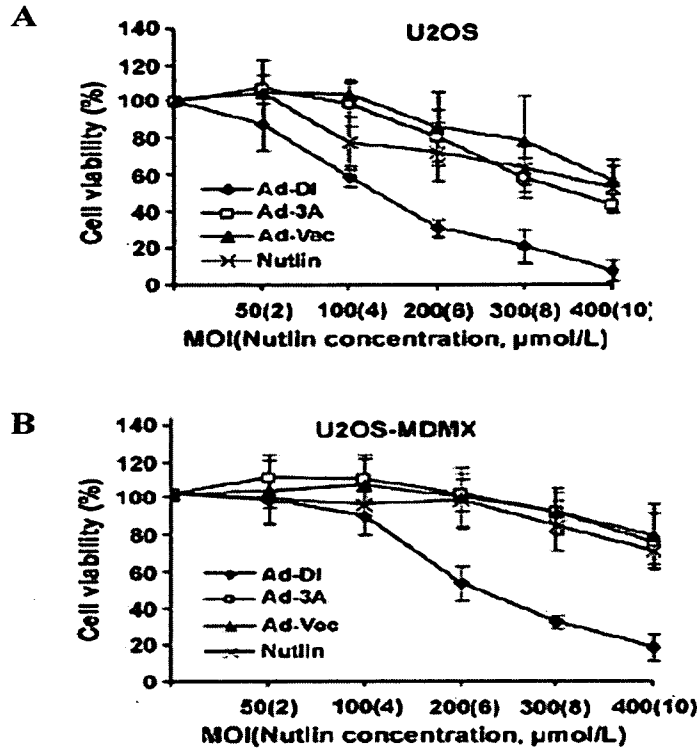 A
U2OS
140
120
100
80
60
40
20
0
Cell viability (%)
Ad-DI
Ad-3A
Ad-Vec
Nutlin
50(2) 100(4) 200(6) 300(8) 400(10)
MOI(Nutlin concentration, µmol/L)
B
U2OS-MDMX
140
120
100
80
60
40
20
0
Cell viability (%)
Ad-DI
Ad-3A
Ad-Vec
Nutlin
50(2) 100(4) 200(6) 300(8) 400(10)
MOI(Nutlin concentration, µmol/L)